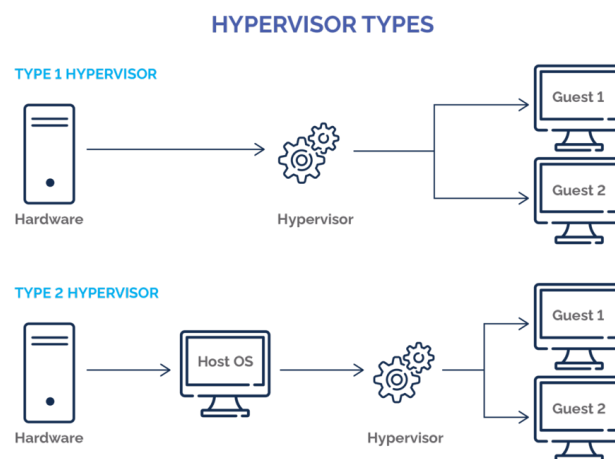 HYPERVISOR TYPES
TYPE 1 HYPERVISOR
Guest 1
Guest 2
Hardware
Hypervisor
TYPE 2 HYPERVISOR
Guest 1
Host OS
Guest 2
Hardware
Hypervisor